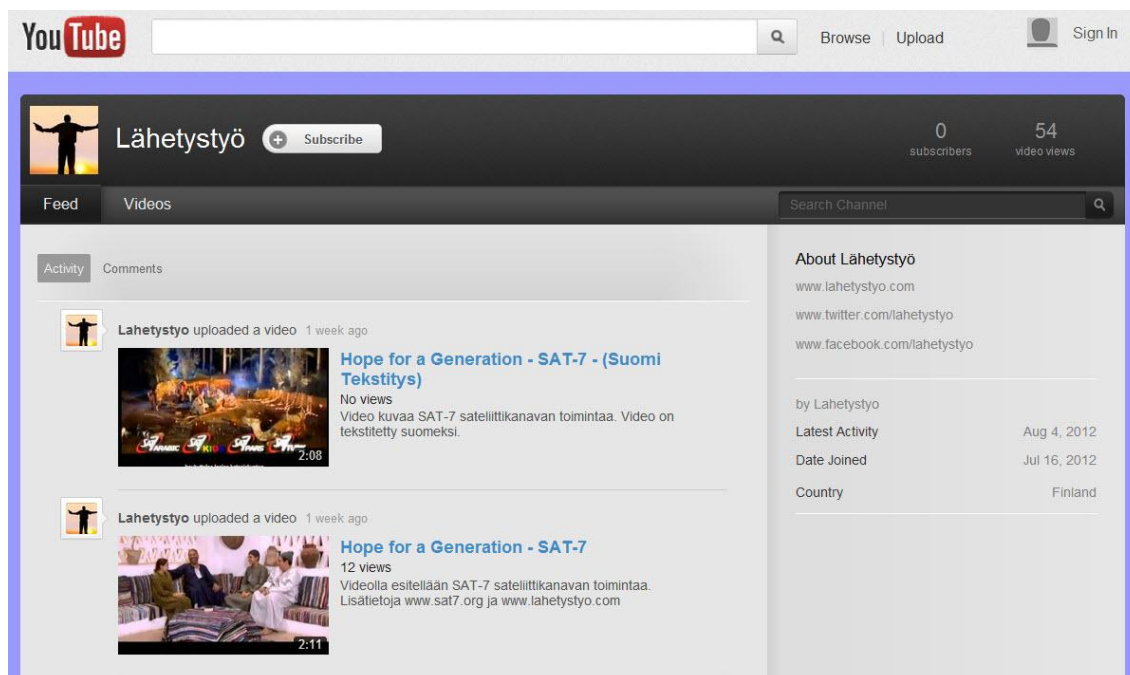 YouTube
Browse | Upload
Sign In
Lähetystyö
Subscribe
0
subscribers
54
video views
Feed
Videos
Search Channel
Activity
Comments
Lahetystyo uploaded a video 1 week ago
Hope for a Generation - SAT-7 - (Suomi
Tekstitys)
No views
Video kuvaa SAT-7 sateliittikanavan toimintaa. Video on
tekstitetty suomeksi.
2:08
Lahetystyo uploaded a video 1 week ago
Hope for a Generation - SAT-7
12 views
Videolla esitellään SAT-7 sateliittikanavan toimintaa.
Lisätietoja www.sat7.org ja www.lahetystyo.com
2:11
About Lähetystyö
www.lahetystyo.com
www.twitter.com/lahetystyo
www.facebook.com/lahetystyo
by Lahetystyo
Latest Activity Aug 4, 2012
Date Joined Jul 16, 2012
Country Finland